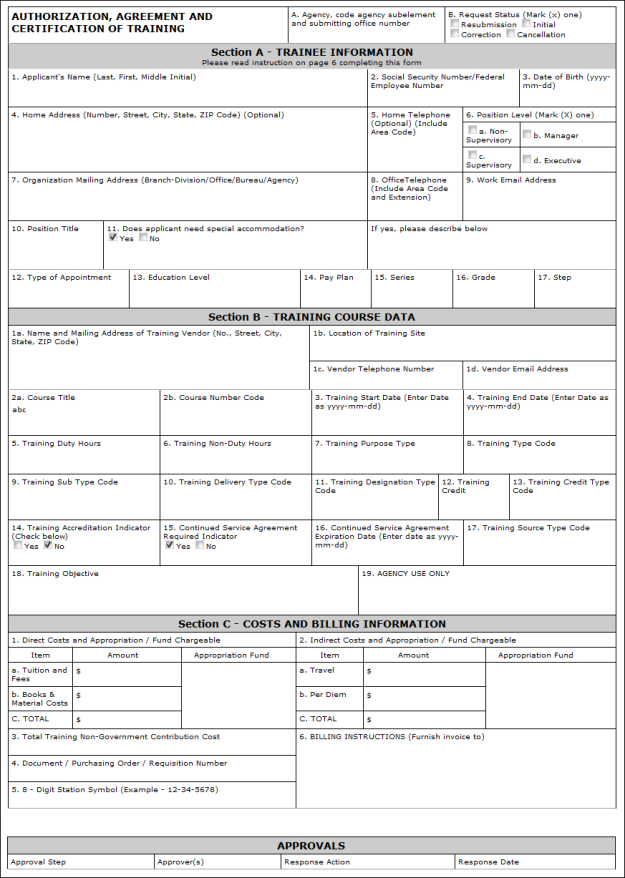 AUTHORIZATION, AGREEMENT AND
CERTIFICATION OF TRAINING
A. Agency, code agency subelement
and submitting office number
B. Request Status (Mark (x) one)
Resubmission Initial
Correction Cancellation
Section A - TRAINEE INFORMATION
Please read instruction on page 6 completing this form
1. Applicant's Name (Last, First, Middle Initial)
2. Social Security Number/Federal
Employee Number
3. Date of Birth (yyyy-
mm-dd)
4. Home Address (Number, Street, City, State, ZIP Code) (Optional)
5. Home Telephone
(Optional) (Include
Area Code)
6. Position Level (Mark (X) one)
a. Non-
Supervisory
b. Manager
c.
Supervisory
d. Executive
7. Organization Mailing Address (Branch-Division/Office/Bureau/Agency)
8. OfficeTelephone
(Include Area Code
and Extension)
9. Work Email Address
10. Position Title
11. Does applicant need special accommodation?
Yes No
If yes, please describe below
12. Type of Appointment
13. Education Level
14. Pay Plan
15. Series
16. Grade
17. Step
Section B - TRAINING COURSE DATA
1a. Name and Mailing Address of Training Vendor (No., Street, City,
State, ZIP Code)
1b. Location of Training Site
1c. Vendor Telephone Number
1d. Vendor Email Address
2a. Course Title
abc
2b. Course Number Code
3. Training Start Date (Enter Date
as yyyy-mm-dd)
4. Training End Date (Enter Date as
yyyy-mm-dd)
5. Training Duty Hours
6. Training Non-Duty Hours
7. Training Purpose Type
8. Training Type Code
9. Training Sub Type Code
10. Training Delivery Type Code
11. Training Designation Type
Code
12. Training
Credit
13. Training Credit Type
Code
14. Training Accreditation Indicator
(Check below)
Yes No
15. Continued Service Agreement
Required Indicator
Yes No
16. Continued Service Agreement
Expiration Date (Enter date as yyyy-
mm-dd)
17. Training Source Type Code
18. Training Objective
19. AGENCY USE ONLY
Section C - COSTS AND BILLING INFORMATION
1. Direct Costs and Appropriation / Fund Chargeable
2. Indirect Costs and Appropriation / Fund Chargeable
Item Amount Appropriation Fund
Item Amount Appropriation Fund
a. Tuition and
Fees
$
a. Travel
$
b. Books &
Material Costs
$
b. Per Diem
$
C. TOTAL
$
C. TOTAL
$
3. Total Training Non-Government Contribution Cost
6. BILLING INSTRUCTIONS (Furnish invoice to)
4. Document / Purchasing Order / Requisition Number
5. 8 - Digit Station Symbol (Example - 12-34-5678)
APPROVALS
Approval Step
Approver(s)
Response Action
Response Date